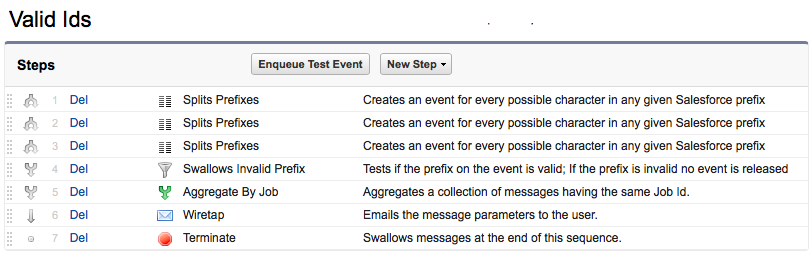 Valid Ids
Steps Enqueue Test Event New Step
1 Del Splits Prefixes Creates an event for every possible character in any given Salesforce prefix
2 Del Splits Prefixes Creates an event for every possible character in any given Salesforce prefix
3 Del Splits Prefixes Creates an event for every possible character in any given Salesforce prefix
4 Del Swallows Invalid Prefix Tests if the prefix on the event is valid; If the prefix is invalid no event is released
5 Del Aggregate By Job Aggregates a collection of messages having the same Job Id.
6 Del Wiretap Emails the message parameters to the user.
7 Del Terminate Swallows messages at the end of this sequence.